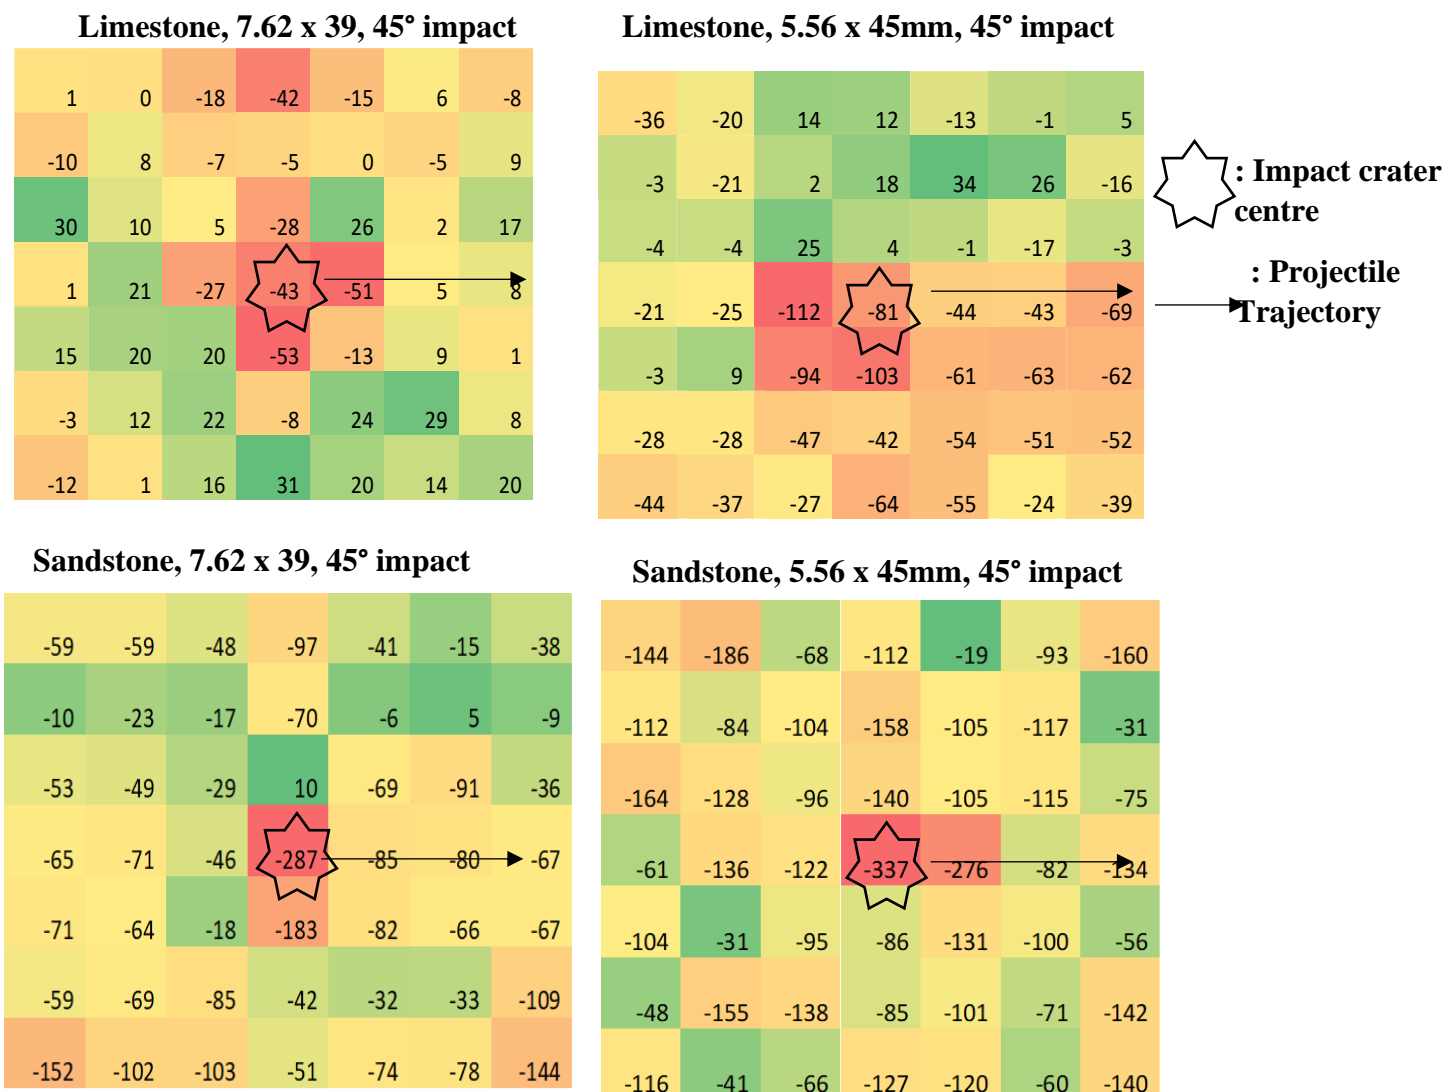 Limestone, 7.62 x 39, 45° impact
1 0 -18 -42 -15 6 -8
-10 8 -7 -5 0 -5 9
30 10 5 -28 26 2 17
1 21 -27 -43 -51 5 8
15 20 20 -53 -13 9 1
-3 12 22 -8 24 29 8
-12 1 16 31 20 14 20
Limestone, 5.56 x 45mm, 45° impact
-36 -20 14 12 -13 -1 5
-3 -21 2 18 34 26 -16
-4 -4 25 4 -1 -17 -3
-21 -25 -112 -81 -44 -43 -69
-3 9 -94 -103 -61 -63 -62
-28 -28 -47 -42 -54 -51 -52
-44 -37 -27 -64 -55 -24 -39
: Impact crater
centre
: Projectile
Trajectory
Sandstone, 7.62 x 39, 45° impact
-59 -59 -48 -97 -41 -15 -38
-10 -23 -17 -70 -6 5 -9
-53 -49 -29 10 -69 -91 -36
-65 -71 -46 -287 -85 -80 -67
-71 -64 -18 -183 -82 -66 -67
-59 -69 -85 -42 -32 -33 -109
-152 -102 -103 -51 -74 -78 -144
Sandstone, 5.56 x 45mm, 45° impact
-144 -186 -68 -112 -19 -93 -160
-112 -84 -104 -158 -105 -117 -31
-164 -128 -96 -140 -105 -115 -75
-61 -136 -122 -337 -276 -82 -134
-104 -31 -95 -86 -131 -100 -56
-48 -155 -138 -85 -101 -71 -142
-116 -41 -66 -127 -120 -60 -140